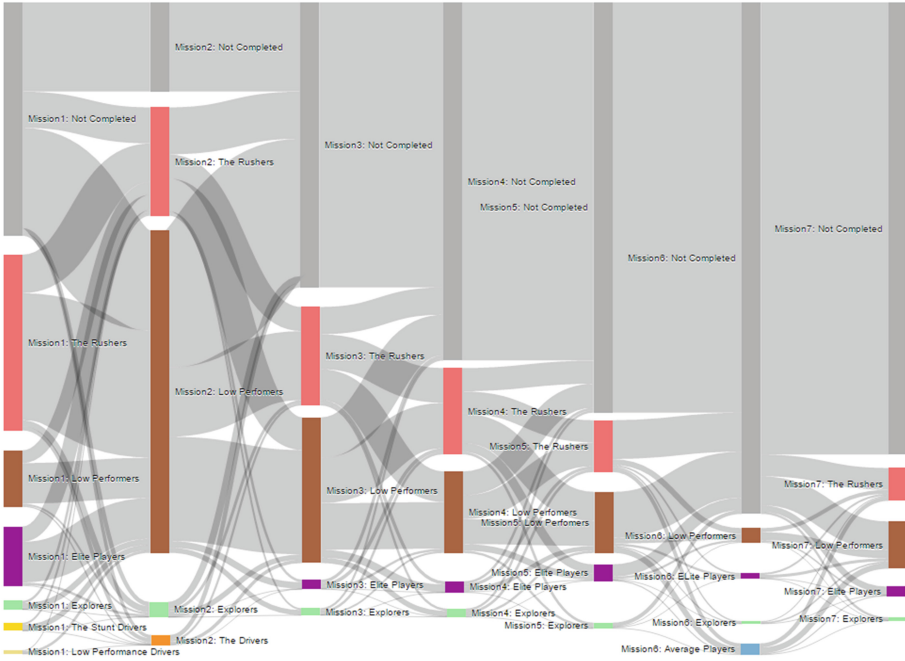 Mission1: Not Completed
Mission1: The Rushers
Mission1: Low Performers
Mission1: Elite Players
Mission1: Explorers
Mission1: The Stunt Drivers
Mission1: Low Performance Drivers
Mission2: Not Completed
Mission2: The Rushers
Mission2: Low Perfomers
Mission2: Explorers
Mission2: The Drivers
Mission3: Not Completed
Mission3: The Rushers
Mission3: Low Performers
Mission3: Elite Players
Mission3: Explorers
Mission4: Not Completed
Mission4: The Rushers
Mission4: Low Perfomers
Mission4: Elite Players
Mission4: Explorers
Mission5: Not Completed
Mission5: The Rushers
Mission5: Low Perfomers
Mission5: Elite Players
Mission5: Explorers
Mission6: Not Completed
Mission6: Low Performers
Mission6: ELite Players
Mission6: Explorers
Mission6: Average Players
Mission7: Not Completed
Mission7: The Rushers
Mission7: Low Performers
Mission7: Elite Players
Mission7: Explorers